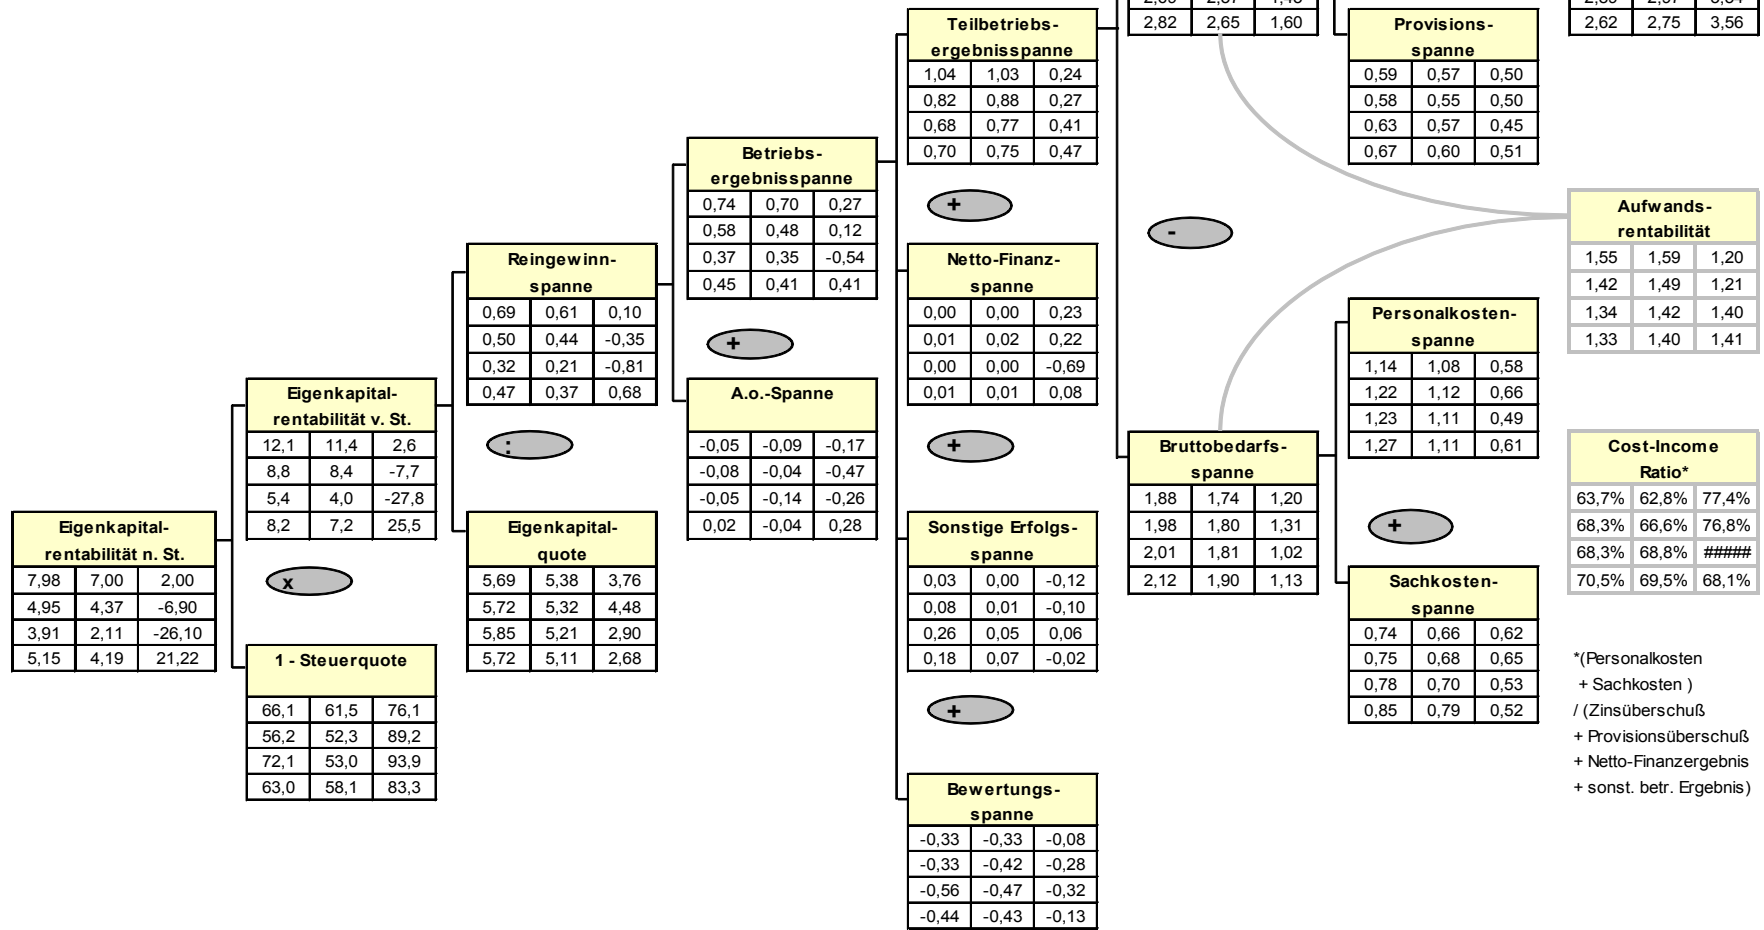 2,82 2,65 1,60
2,62 2,75 3,56
Teilbetriebs-
ergebnisspanne
1,04 1,03 0,24
0,82 0,88 0,27
0,68 0,77 0,41
0,70 0,75 0,47
Provisions-
spanne
0,59 0,57 0,50
0,58 0,55 0,50
0,63 0,57 0,45
0,67 0,60 0,51
Betriebs-
ergebnisspanne
0,74 0,70 0,27
0,58 0,48 0,12
0,37 0,35 -0,54
0,45 0,41 0,41
+
-
Aufwands-
rentabilität
1,55 1,59 1,20
1,42 1,49 1,21
1,34 1,42 1,40
1,33 1,40 1,41
Reingewinn-
spanne
0,69 0,61 0,10
0,50 0,44 -0,35
0,32 0,21 -0,81
0,47 0,37 0,68
+
Netto-Finanz-
spanne
0,00 0,00 0,23
0,01 0,02 0,22
0,00 0,00 -0,69
0,01 0,01 0,08
Personalkosten-
spanne
1,14 1,08 0,58
1,22 1,12 0,66
1,23 1,11 0,49
1,27 1,11 0,61
Eigenkapital-
rentabilität v. St.
12,1 11,4 2,6
8,8 8,4 -7,7
5,4 4,0 -27,8
8,2 7,2 25,5
:
A.o.-Spanne
-0,05 -0,09 -0,17
-0,08 -0,04 -0,47
-0,05 -0,14 -0,26
0,02 -0,04 0,28
+
Bruttobedarfs-
spanne
1,88 1,74 1,20
1,98 1,80 1,31
2,01 1,81 1,02
2,12 1,90 1,13
+
Cost-Income
Ratio*
63,7% 62,8% 77,4%
68,3% 66,6% 76,8%
68,3% 68,8% #####
70,5% 69,5% 68,1%
Eigenkapital-
rentabilität n. St.
7,98 7,00 2,00
4,95 4,37 -6,90
3,91 2,11 -26,10
5,15 4,19 21,22
x
Eigenkapital-
quote
5,69 5,38 3,76
5,72 5,32 4,48
5,85 5,21 2,90
5,72 5,11 2,68
Sonstige Erfolgs-
spanne
0,03 0,00 -0,12
0,08 0,01 -0,10
0,26 0,05 0,06
0,18 0,07 -0,02
Sachkosten-
spanne
0,74 0,66 0,62
0,75 0,68 0,65
0,78 0,70 0,53
0,85 0,79 0,52
1 - Steuerquote
66,1 61,5 76,1
56,2 52,3 89,2
72,1 53,0 93,9
63,0 58,1 83,3
+
*(Personalkosten
+ Sachkosten )
/ (Zinsüberschuß
+ Provisionsüberschuß
+ Netto-Finanzergebnis
+ sonst. betr. Ergebnis)
Bewertungs-
spanne
-0,33 -0,33 -0,08
-0,33 -0,42 -0,28
-0,56 -0,47 -0,32
-0,44 -0,43 -0,13